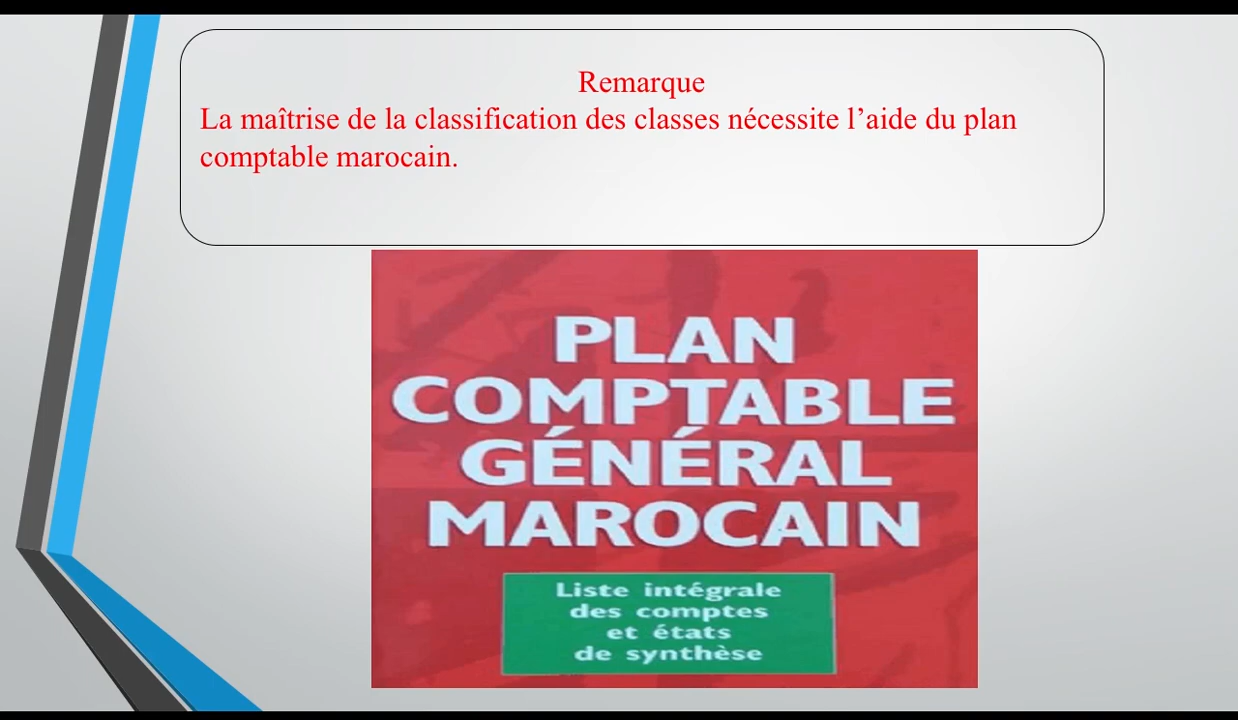 Remarque
La maîtrise de la classification des classes nécessite l’aide du plan
comptable marocain.
PLAN
COMPTABLE
GÉNÉRAL
MAROCAIN
Liste intégrale
des comptes
et états
de synthèse